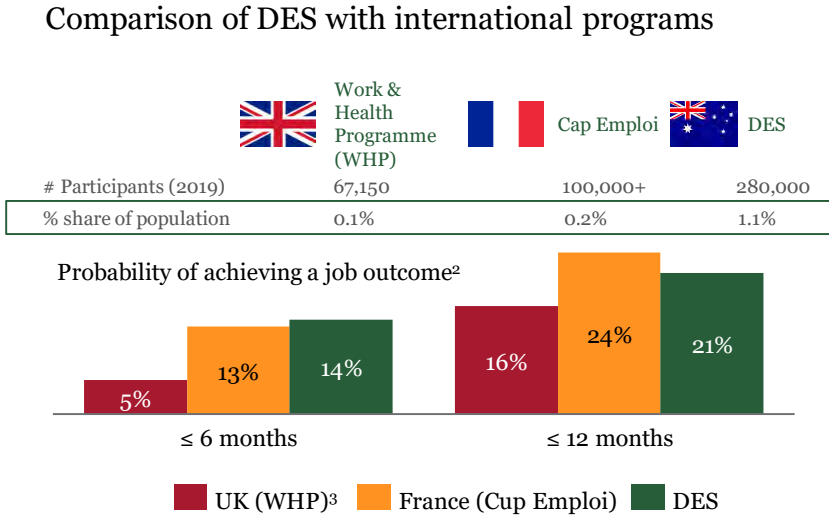 Comparison of DES with international programs
Work &
Health
Programme
(WHP)
Cap Emploi
DES
# Participants (2019) 67,150 100,000+ 280,000
% share of population 0.1% 0.2% 1.1%
Probability of achieving a job outcome²
5% 13% 14% 16% 24% 21%
≤ 6 months ≤ 12 months
UK (WHP)³ France (Cup Emploi) DES